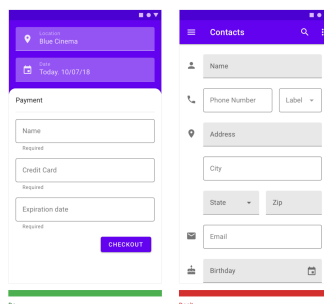 Location
Blue Cinema
Date
Today, 10/07/18
Payment
Name
Required
Credit Card
Required
Expiration date
Required
CHECKOUT
Contacts
Name
Phone Number
Label
Address
City
State
Zip
Email
Birthday